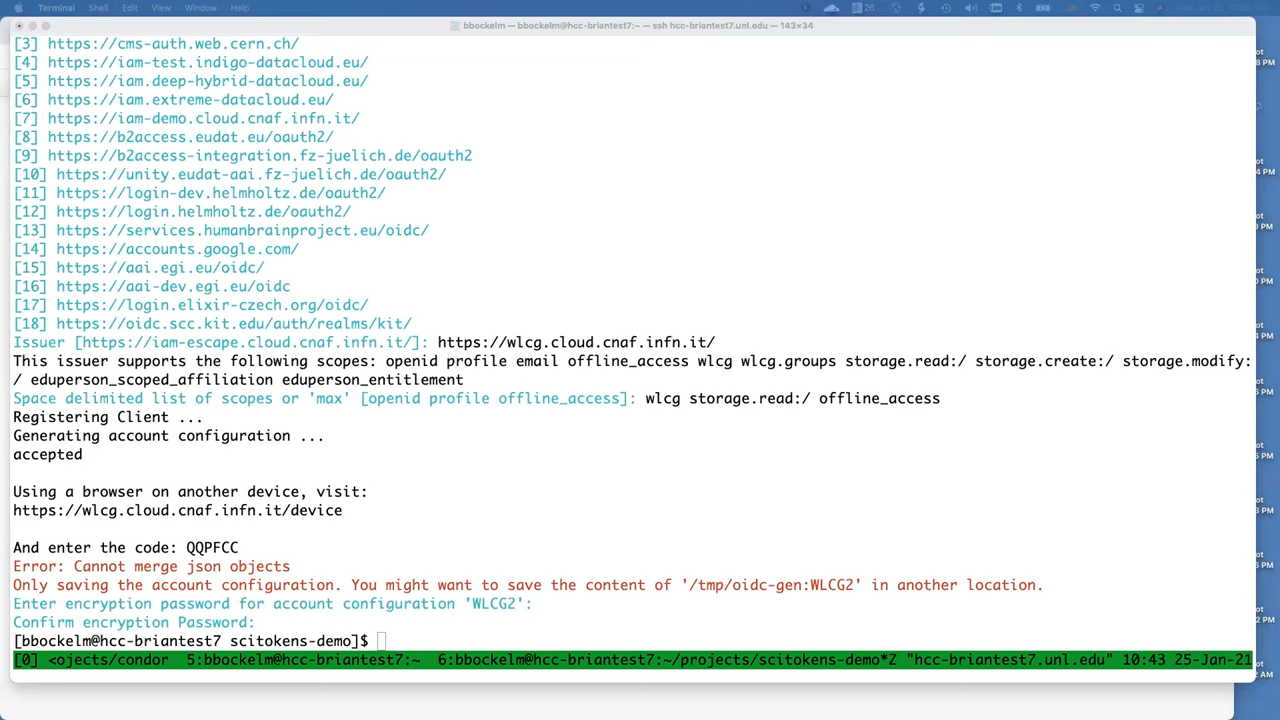 Terminal Shell Edit View Window Help 26
bbockelm — bbockelm@hcc-briantest7:~ — ssh hcc-briantest7.unl.edu — 143×34
[3] https://cms-auth.web.cern.ch/
[4] https://iam-test.indigo-datacloud.eu/
[5] https://iam.deep-hybrid-datacloud.eu/
[6] https://iam.extreme-datacloud.eu/
[7] https://iam-demo.cloud.cnaf.infn.it/
[8] https://b2access.eudat.eu/oauth2/
[9] https://b2access-integration.fz-juelich.de/oauth2
[10] https://unity.eudat-aai.fz-juelich.de/oauth2/
[11] https://login-dev.helmholtz.de/oauth2/
[12] https://login.helmholtz.de/oauth2/
[13] https://services.humanbrainproject.eu/oidc/
[14] https://accounts.google.com/
[15] https://aai.egi.eu/oidc/
[16] https://aai-dev.egi.eu/oidc
[17] https://login.elixir-czech.org/oidc/
[18] https://oidc.scc.kit.edu/auth/realms/kit/
Issuer [https://iam-escape.cloud.cnaf.infn.it/]: https://wlcg.cloud.cnaf.infn.it/
This issuer supports the following scopes: openid profile email offline_access wlcg wlcg.groups storage.read:/ storage.create:/ storage.modify:
/ eduperson_scoped_affiliation eduperson_entitlement
Space delimited list of scopes or 'max' [openid profile offline_access]: wlcg storage.read:/ offline_access
Registering Client ...
Generating account configuration ...
accepted
Using a browser on another device, visit:
https://wlcg.cloud.cnaf.infn.it/device
And enter the code: QQPFCC
Error: Cannot merge json objects
Only saving the account configuration. You might want to save the content of '/tmp/oidc-gen:WLCG2' in another location.
Enter encryption password for account configuration 'WLCG2':
Confirm encryption Password:
[bbockelm@hcc-briantest7 scitokens-demo]$
[0] <ojects/condor 5:bbockelm@hcc-briantest7:~ 6:bbockelm@hcc-briantest7:~/projects/scitokens-demo*Z "hcc-briantest7.unl.edu" 10:43 25-Jan-21